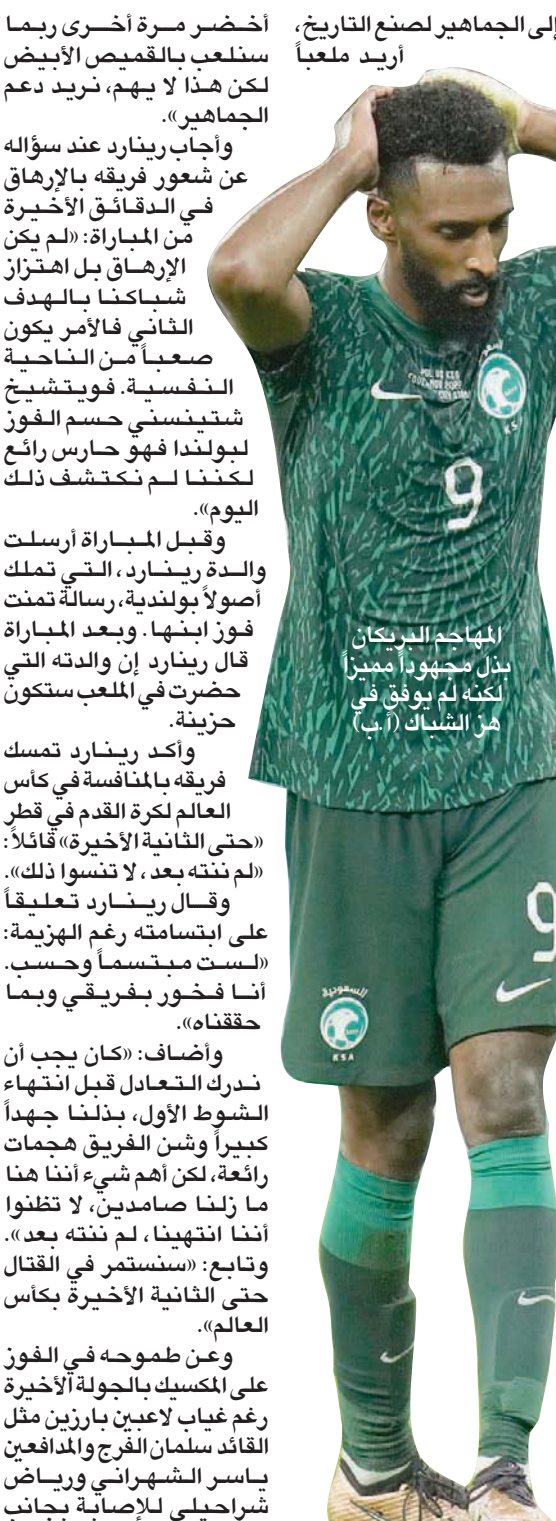 إلى الجماهير لصنع التاريخ،
أريد ملعباً
أخضر مرة أخرى ربما
سنلعب بالقميص الأبيض
لكن هذا لا يهم، نريد دعم
الجماهير».
وأجاب رينارد عند سؤاله
عن شعور فريقه بالإرهاق
في الدقائق الأخيرة
من المباراة: «لم يكن
الإرهاق بل اهتزاز
شباكنا بالهدف
الثاني فالأمر يكون
صعباً من الناحية
النفسية. فويتشيخ
شتينسني حسم الفوز
لبولندا فهو حارس رائع
لكننا لم نكتشف ذلك
اليوم».
وقبل المباراة أرسلت
والدة رينارد، التي تملك
أصولاً بولندية، رسالة تمنت
فوز ابنها. وبعد المباراة
قال رينارد إن والدته التي
حضرت في الملعب ستكون
حزينة.
وأكد رينارد تمسك
فريقه بالمنافسة في كأس
العالم لكرة القدم في قطر
«حتى الثانية الأخيرة» قائلاً:
«لم ننته بعد، لا تنسوا ذلك».
وقال رينارد تعليقاً
على ابتسامته رغم الهزيمة:
«لست مبتسماً وحسب.
أنا فخور بفريقي وبما
حققناه».
وأضاف: «كان يجب أن
ندرك التعادل قبل انتهاء
الشوط الأول، بذلنا جهداً
كبيراً وشن الفريق هجمات
رائعة، لكن أهم شيء أننا هنا
ما زلنا صامدين، لا تظنوا
أننا انتهينا، لم ننته بعد».
وتابع: «سنستمر في القتال
حتى الثانية الأخيرة بكأس
العالم».
وعن طموحه في الفوز
على المكسيك بالجولة الأخيرة
رغم غياب لاعبين بارزين مثل
القائد سلمان الفرج والمدافعين
ياسر الشهراني ورياض
شراحيلي للإصابة بجانب
9
المهاجم البريكان
بذل مجهوداً مميزاً
لكنه لم يوفق في
هز الشباك (أ.ب)
9
السعودية
KSA